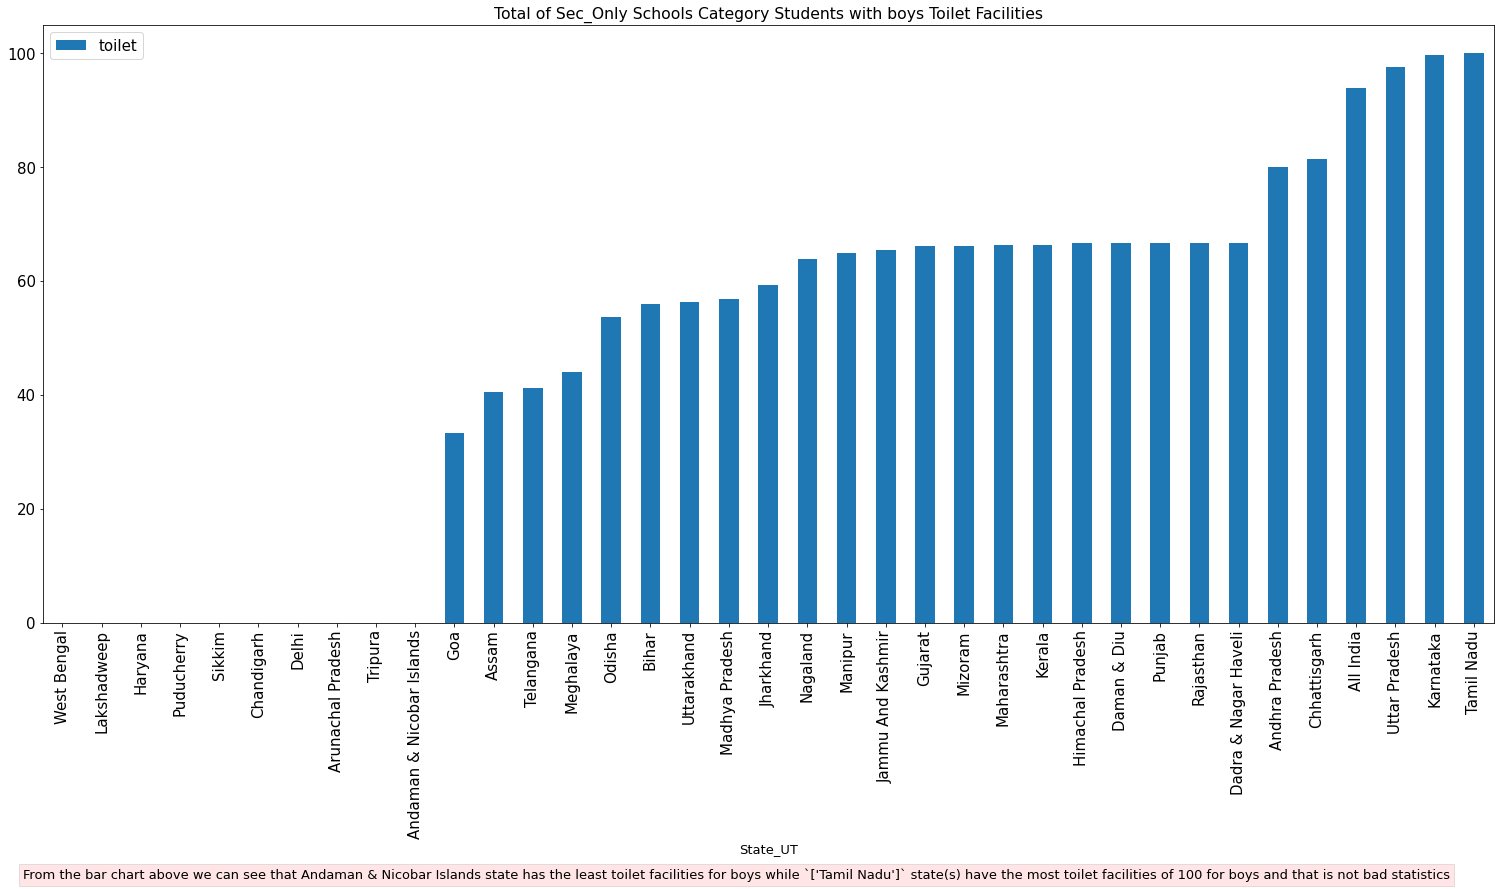 Total of Sec_Only Schools Category Students with boys Toilet Facilities
toilet
100
80
60
40
20
0
West Bengal
Lakshadweep
Haryana
Puducherry
Sikkim
Chandigarh
Delhi
Arunachal Pradesh
Tripura
Andaman & Nicobar Islands
Goa
Assam
Telangana
Meghalaya
Odisha
Bihar
Uttarakhand
Madhya Pradesh
Jharkhand
Nagaland
Manipur
Jammu And Kashmir
Gujarat
Mizoram
Maharashtra
Kerala
Himachal Pradesh
Daman & Diu
Punjab
Rajasthan
Dadra & Nagar Haveli
Andhra Pradesh
Chhattisgarh
All India
Uttar Pradesh
Karnataka
Tamil Nadu
State_UT
From the bar chart above we can see that Andaman & Nicobar Islands state has the least toilet facilities for boys while `['Tamil Nadu']` state(s) have the most toilet facilities of 100 for boys and that is not bad statistics